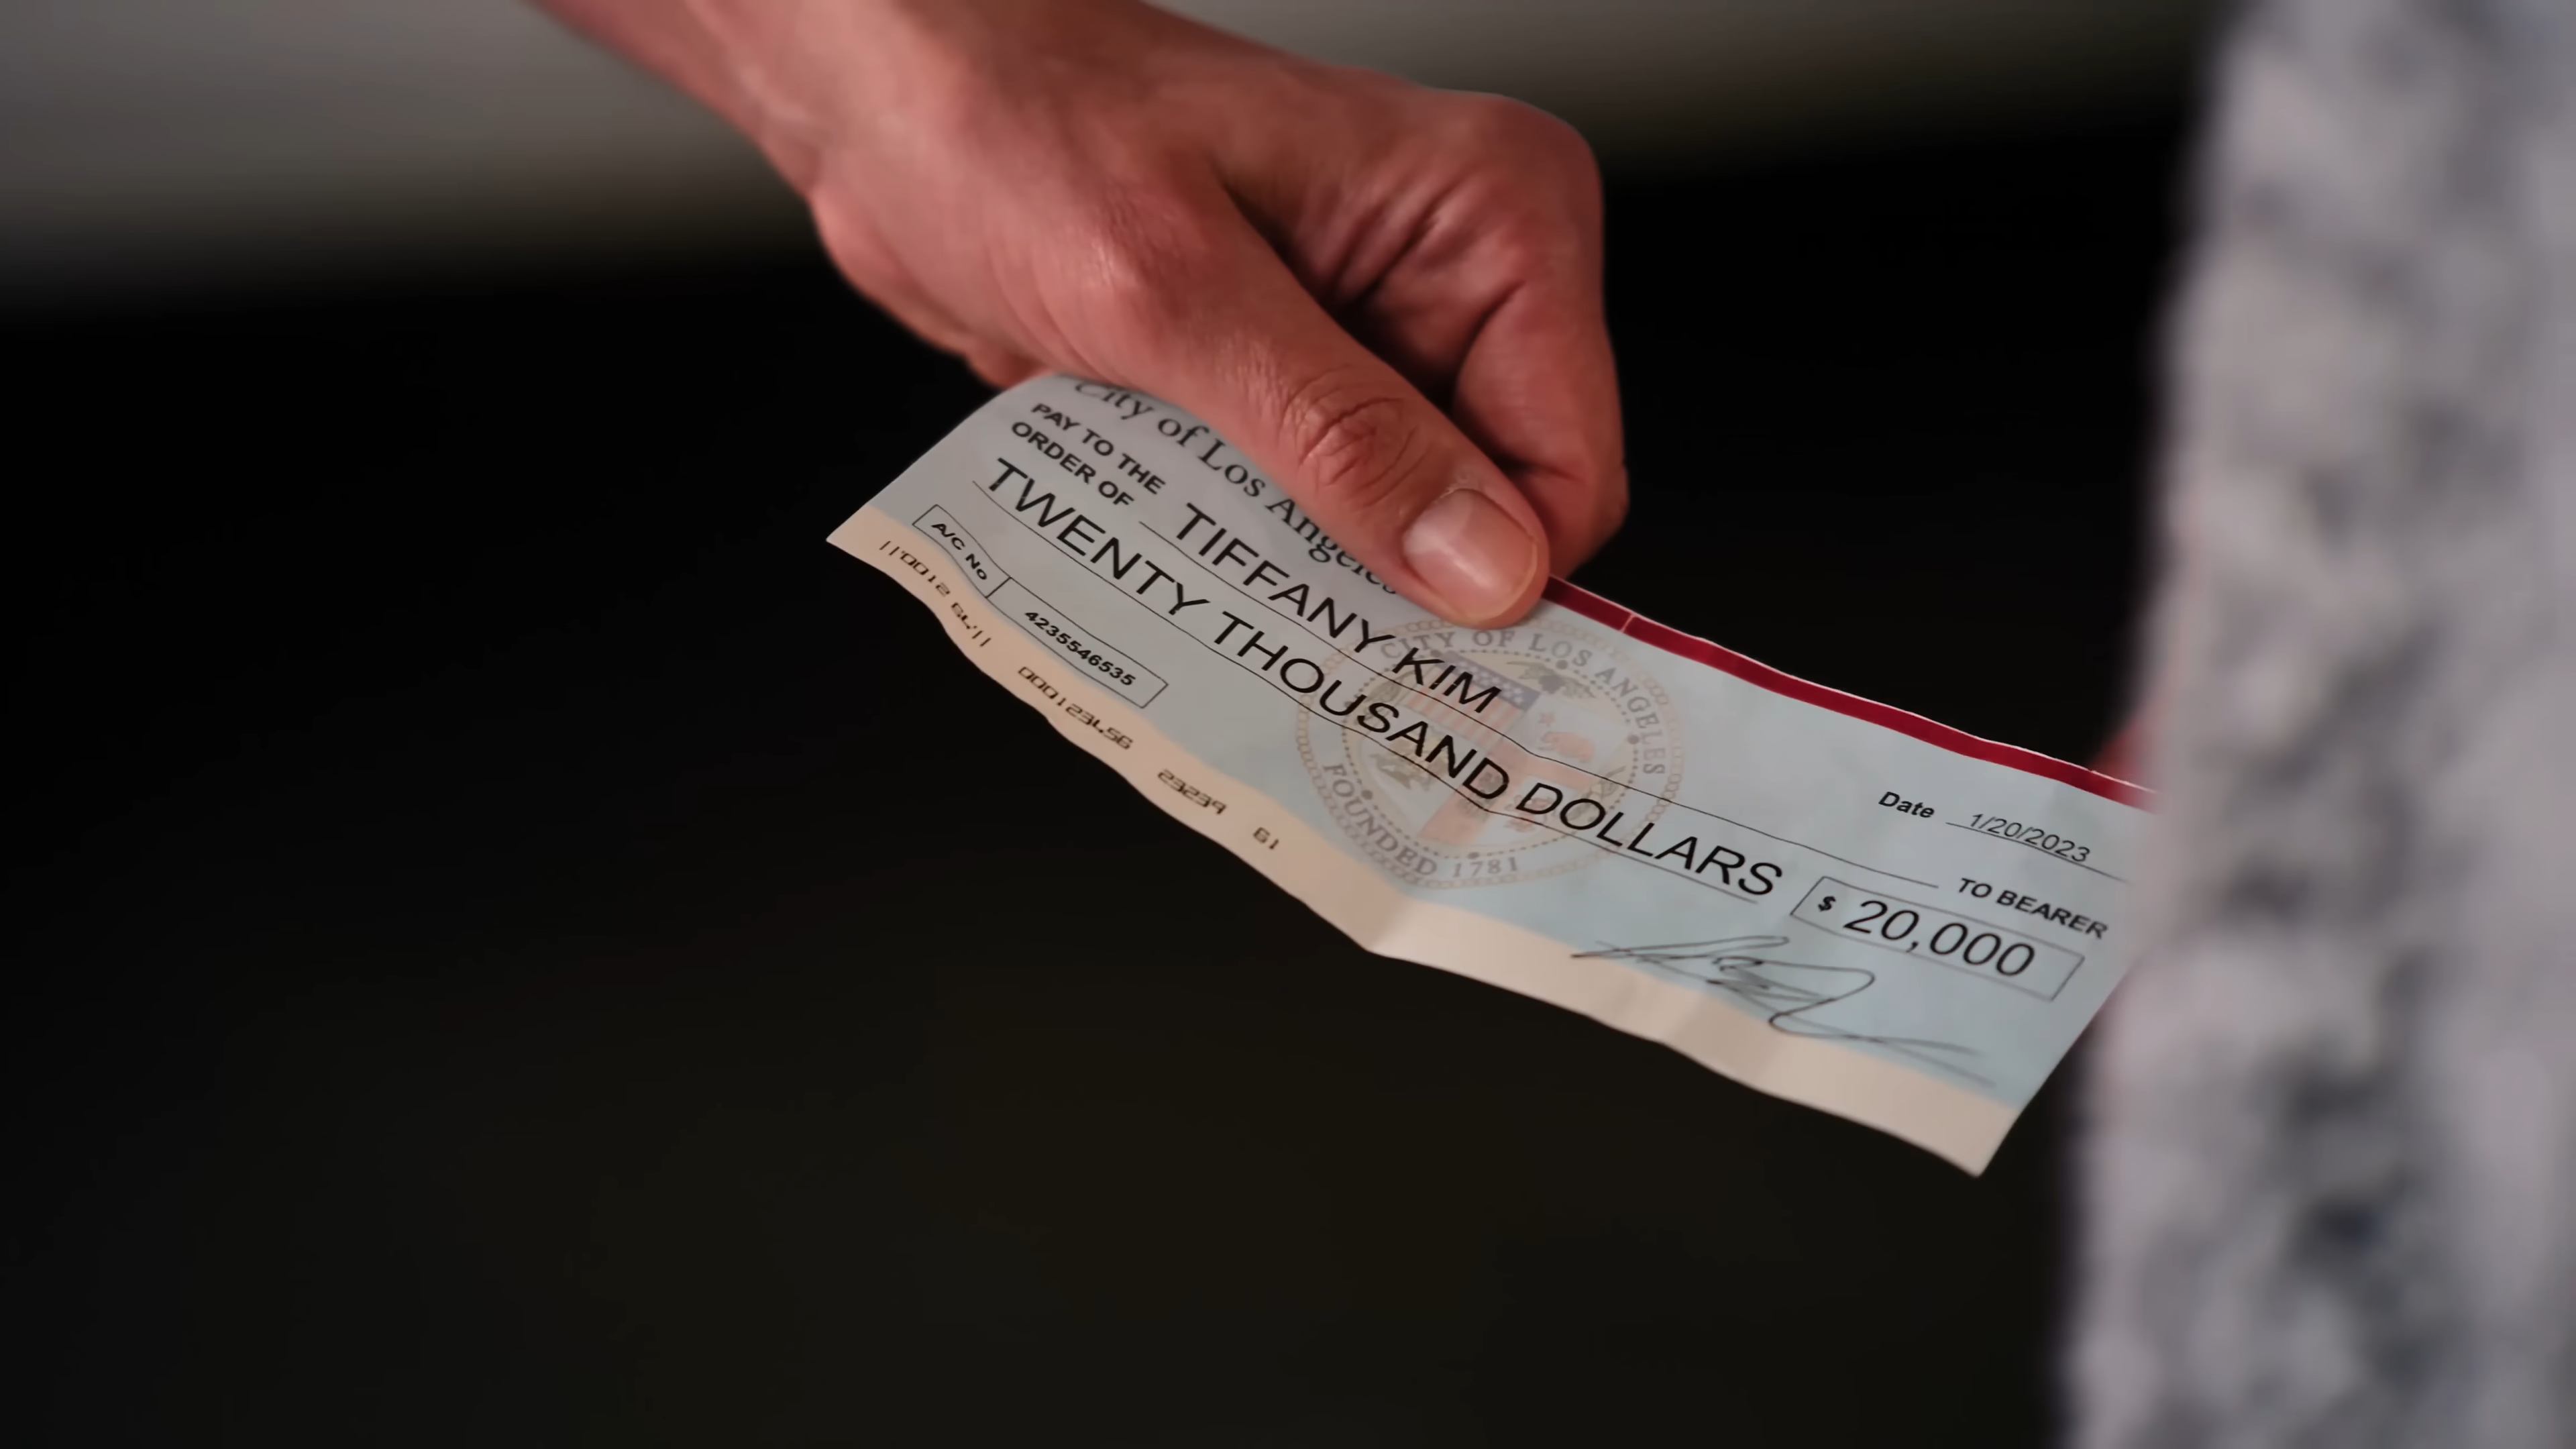 City of Los Angeles
Date 1/20/2023
PAY TO THE
ORDER OF TIFFANY KIM TO BEARER
TWENTY THOUSAND DOLLARS $ 20,000
A/C No 4235546535
CITY OF LOS ANGELES
FOUNDED 1781
000123456 23239 61